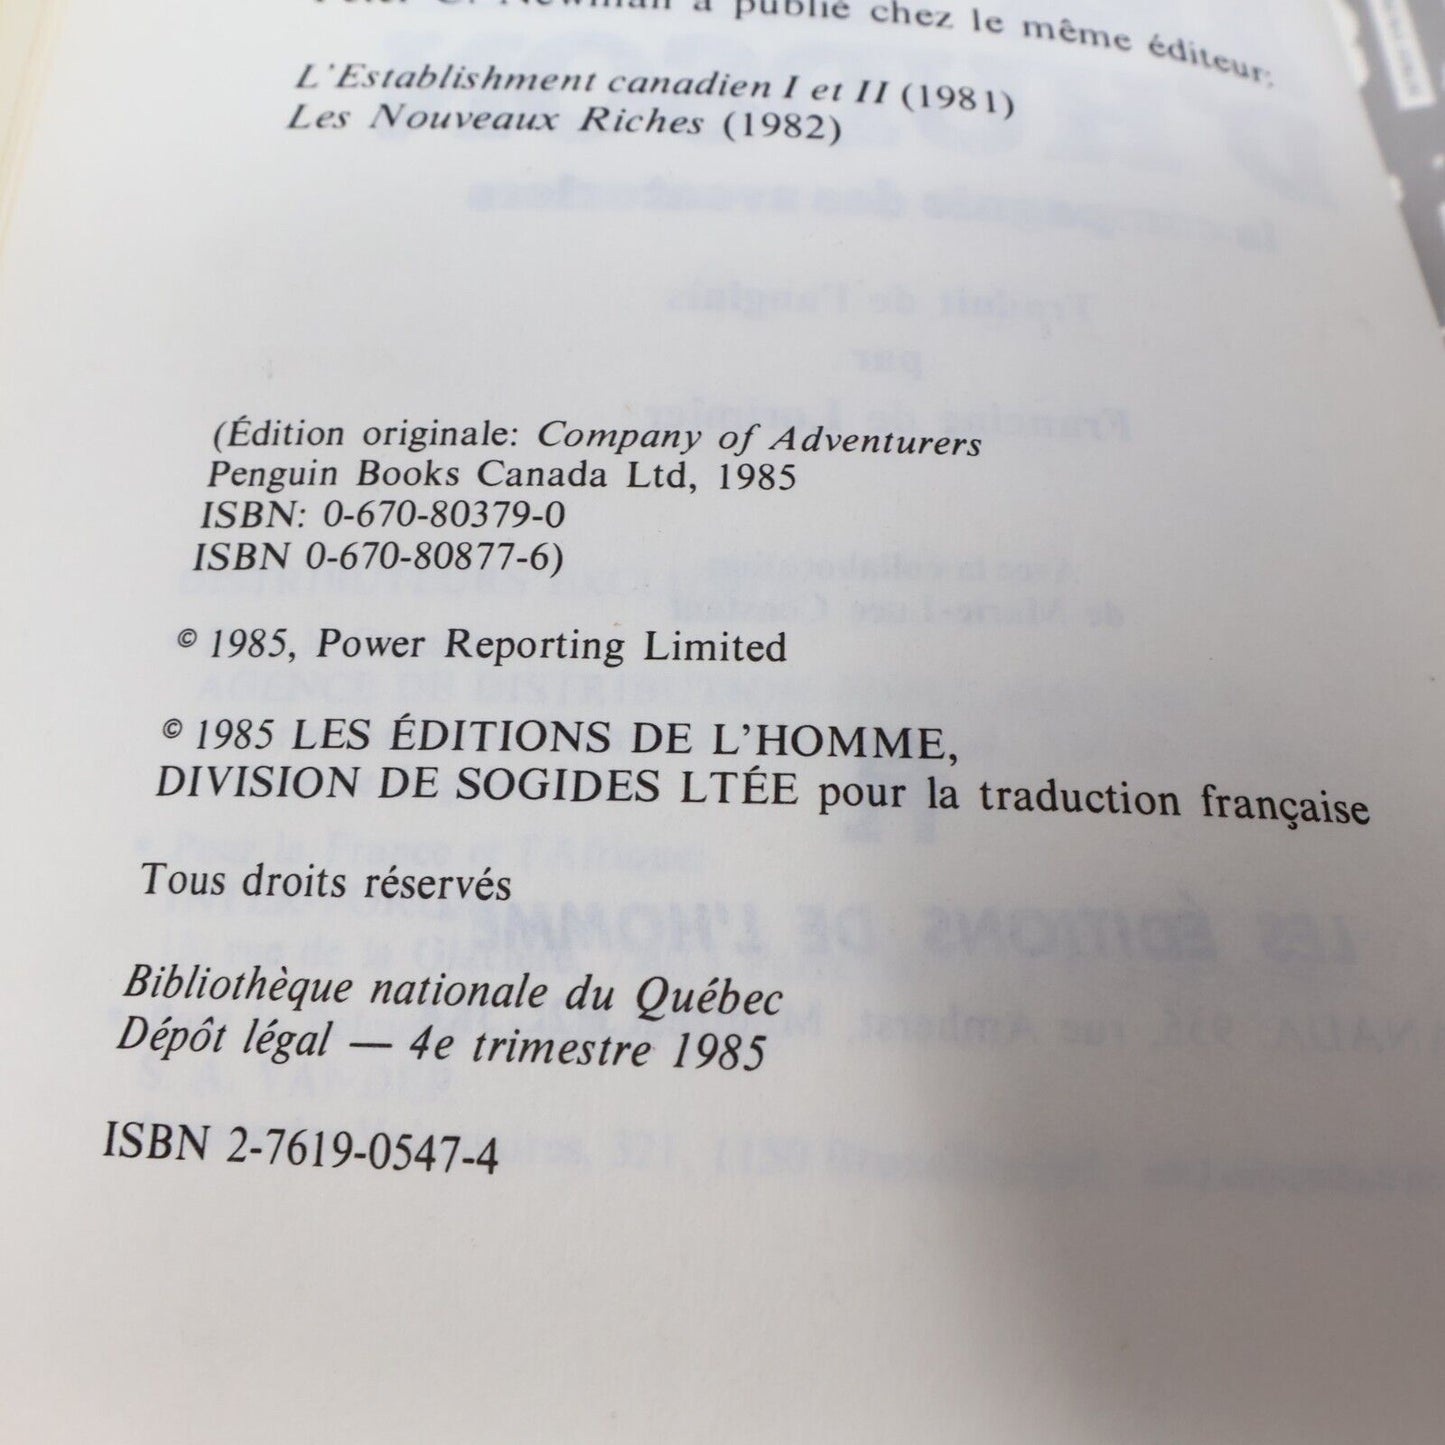 Peter C. Newman a publié chez le même éditeur:
L'Establishment canadien I et II (1981)
Les Nouveaux Riches (1982)
(Édition originale: Company of Adventurers
Penguin Books Canada Ltd, 1985
ISBN: 0-670-80379-0
ISBN 0-670-80877-6)
© 1985, Power Reporting Limited
© 1985 LES ÉDITIONS DE L'HOMME,
DIVISION DE SOGIDES LTÉE pour la traduction française
Tous droits réservés
Bibliothèque nationale du Québec
Dépôt légal — 4e trimestre 1985
ISBN 2-7619-0547-4